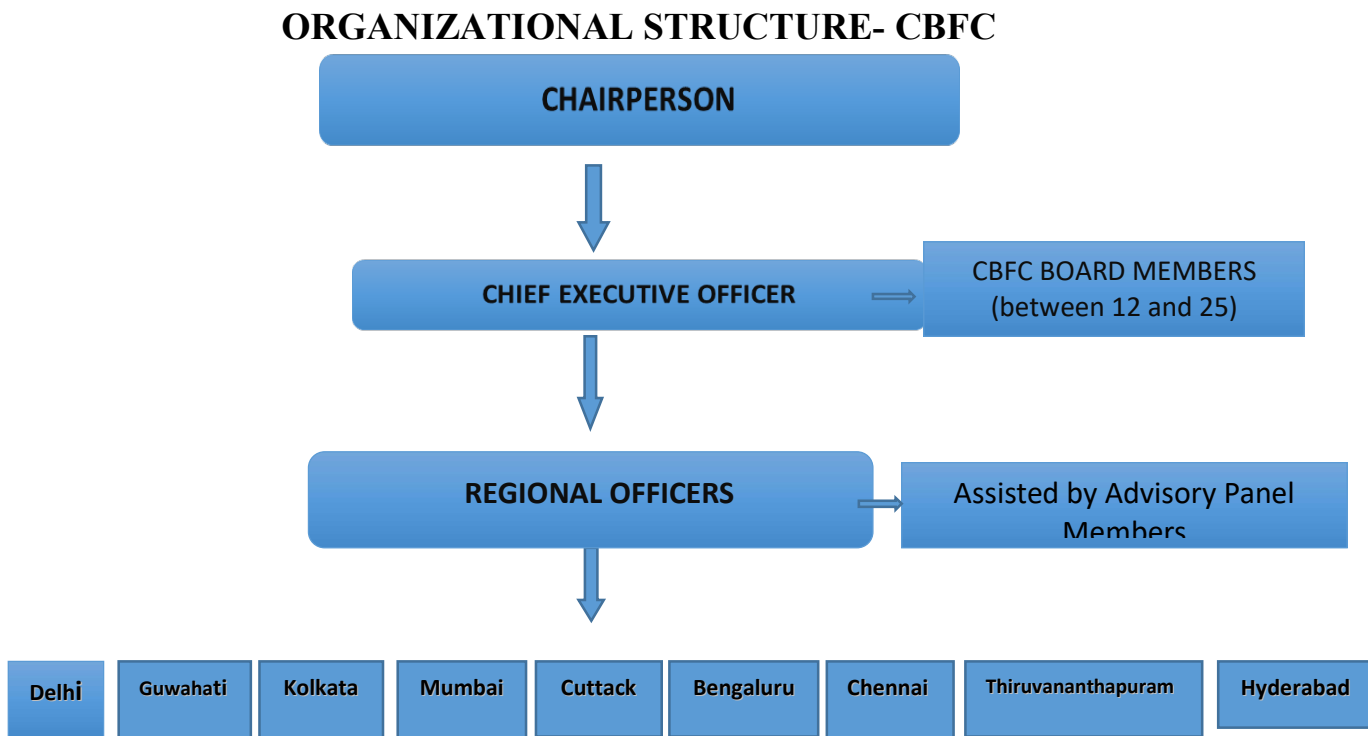 ORGANIZATIONAL STRUCTURE- CBFC
CHAIRPERSON
CHIEF EXECUTIVE OFFICER
CBFC BOARD MEMBERS
(between 12 and 25)
REGIONAL OFFICERS
Assisted by Advisory Panel
Members
Delhi
Guwahati
Kolkata
Mumbai
Cuttack
Bengaluru
Chennai
Thiruvananthapuram
Hyderabad